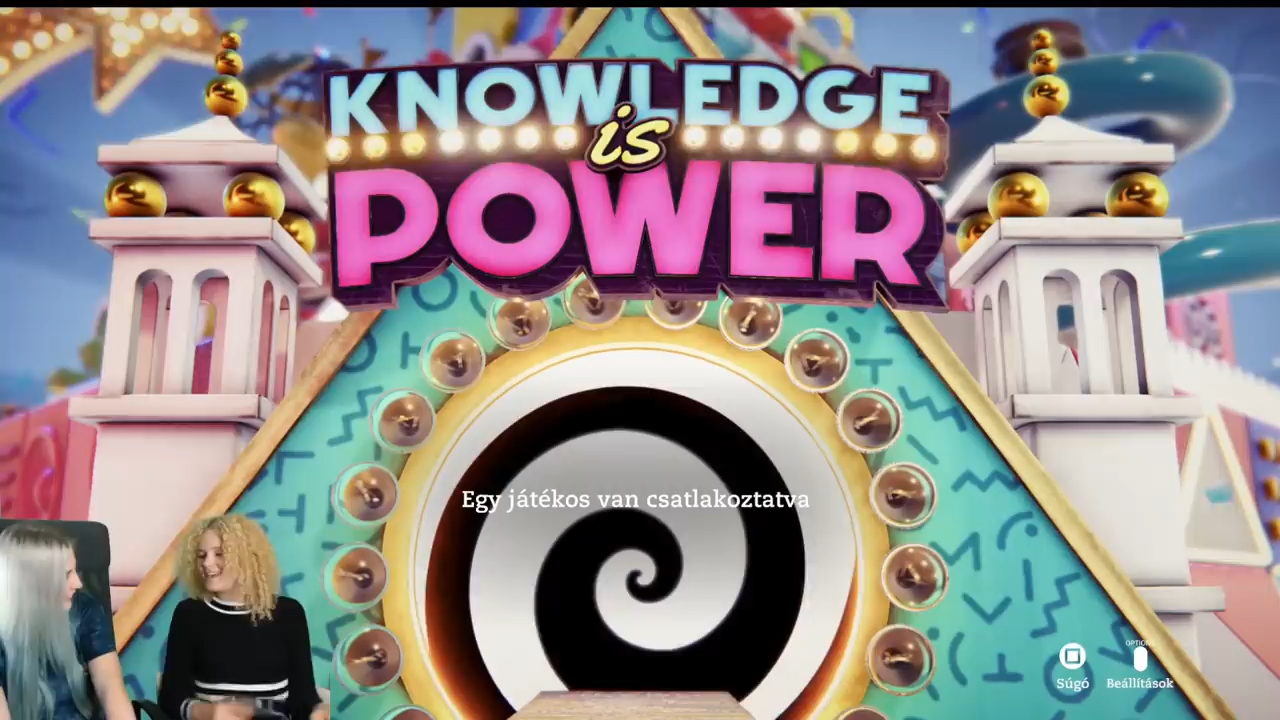 KNOWLEDGE
is
POWER
Egy játékos van csatlakoztatva
OPTIONS
Súgó
Beállítások